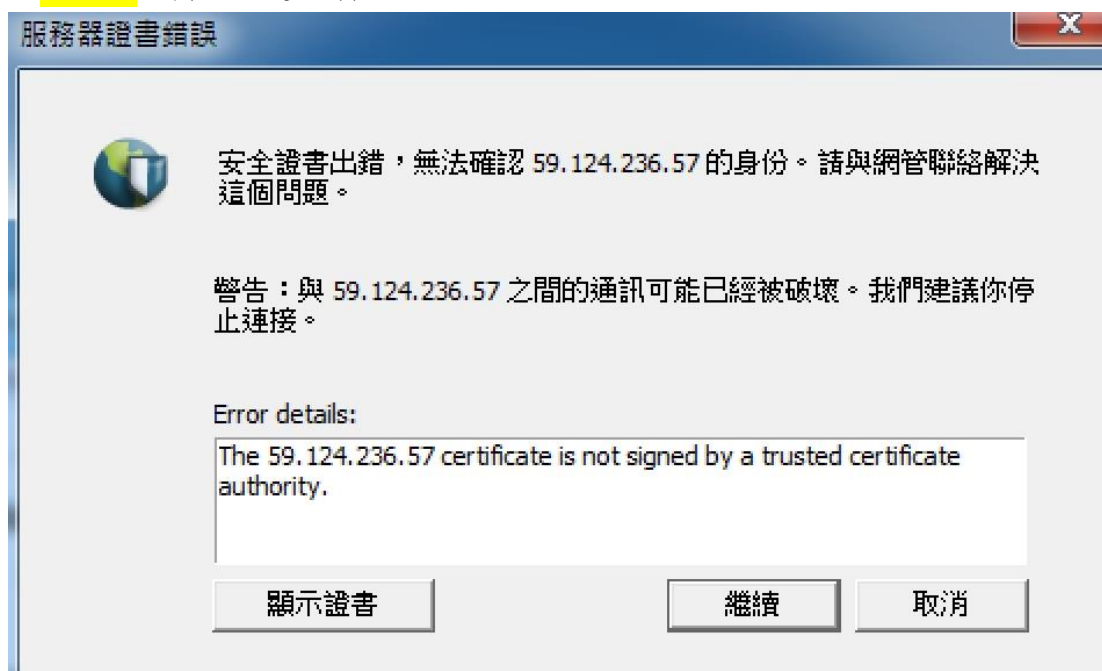 服務器證書錯誤
安全證書出錯，無法確認 59.124.236.57 的身份。請與網管聯絡解決
這個問題。
警告：與 59.124.236.57 之間的通訊可能已經被破壞。我們建議你停
止連接。
Error details:
The 59.124.236.57 certificate is not signed by a trusted certificate
authority.
顯示證書
繼續
取消